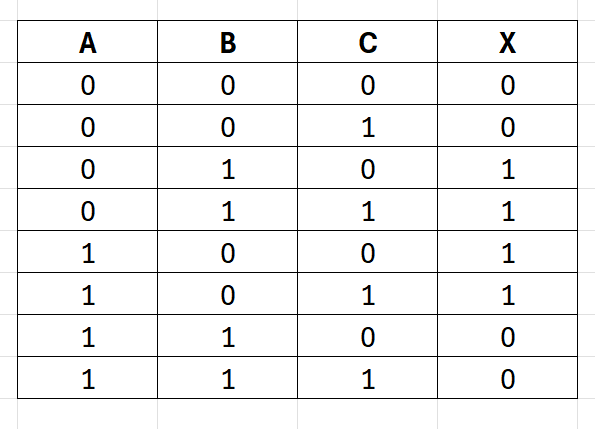 A B C X
0 0 0 0
0 0 1 0
0 1 0 1
0 1 1 1
1 0 0 1
1 0 1 1
1 1 0 0
1 1 1 0